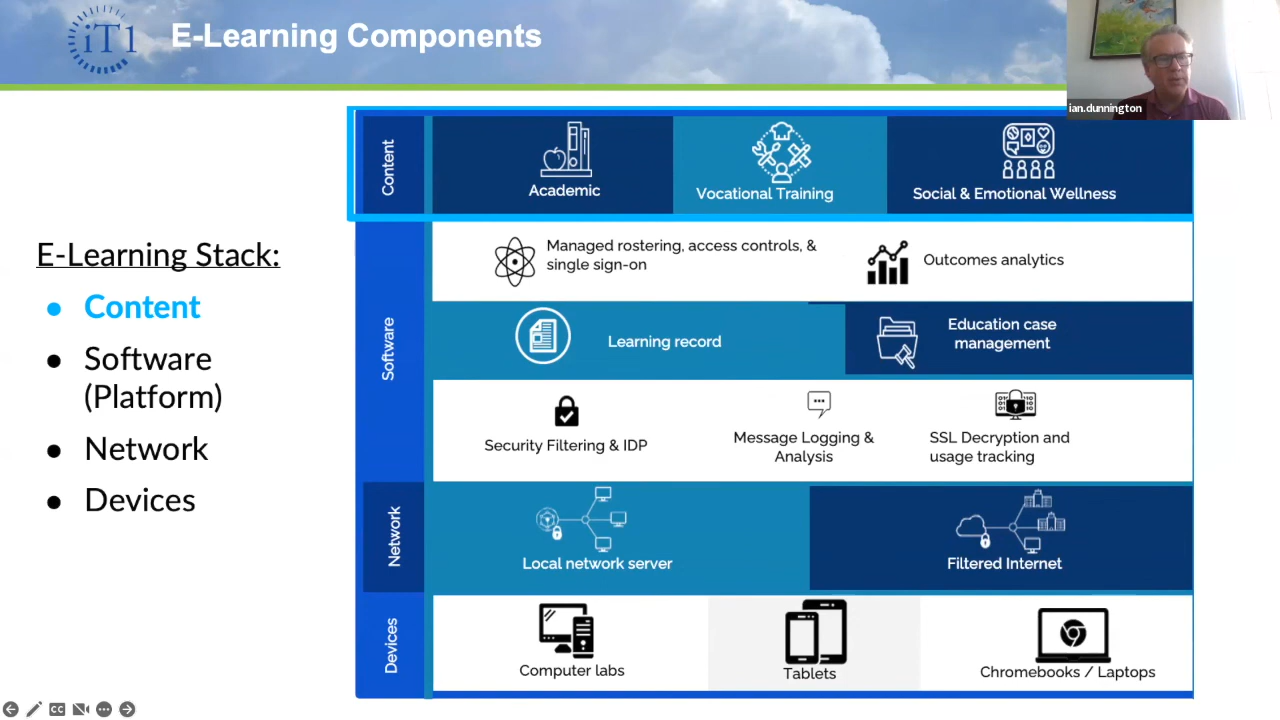 iT1
E-Learning Components
ian.dunnington
E-Learning Stack:
Content
Software
(Platform)
Network
Devices
Content
Academic
Vocational Training
Social & Emotional Wellness
Software
Managed rostering, access controls, &
single sign-on
Outcomes analytics
Learning record
Education case
management
Security Filtering & IDP
Message Logging &
Analysis
SSL Decryption and
usage tracking
Network
Local network server
Filtered Internet
Devices
Computer labs
Tablets
Chromebooks / Laptops
CC